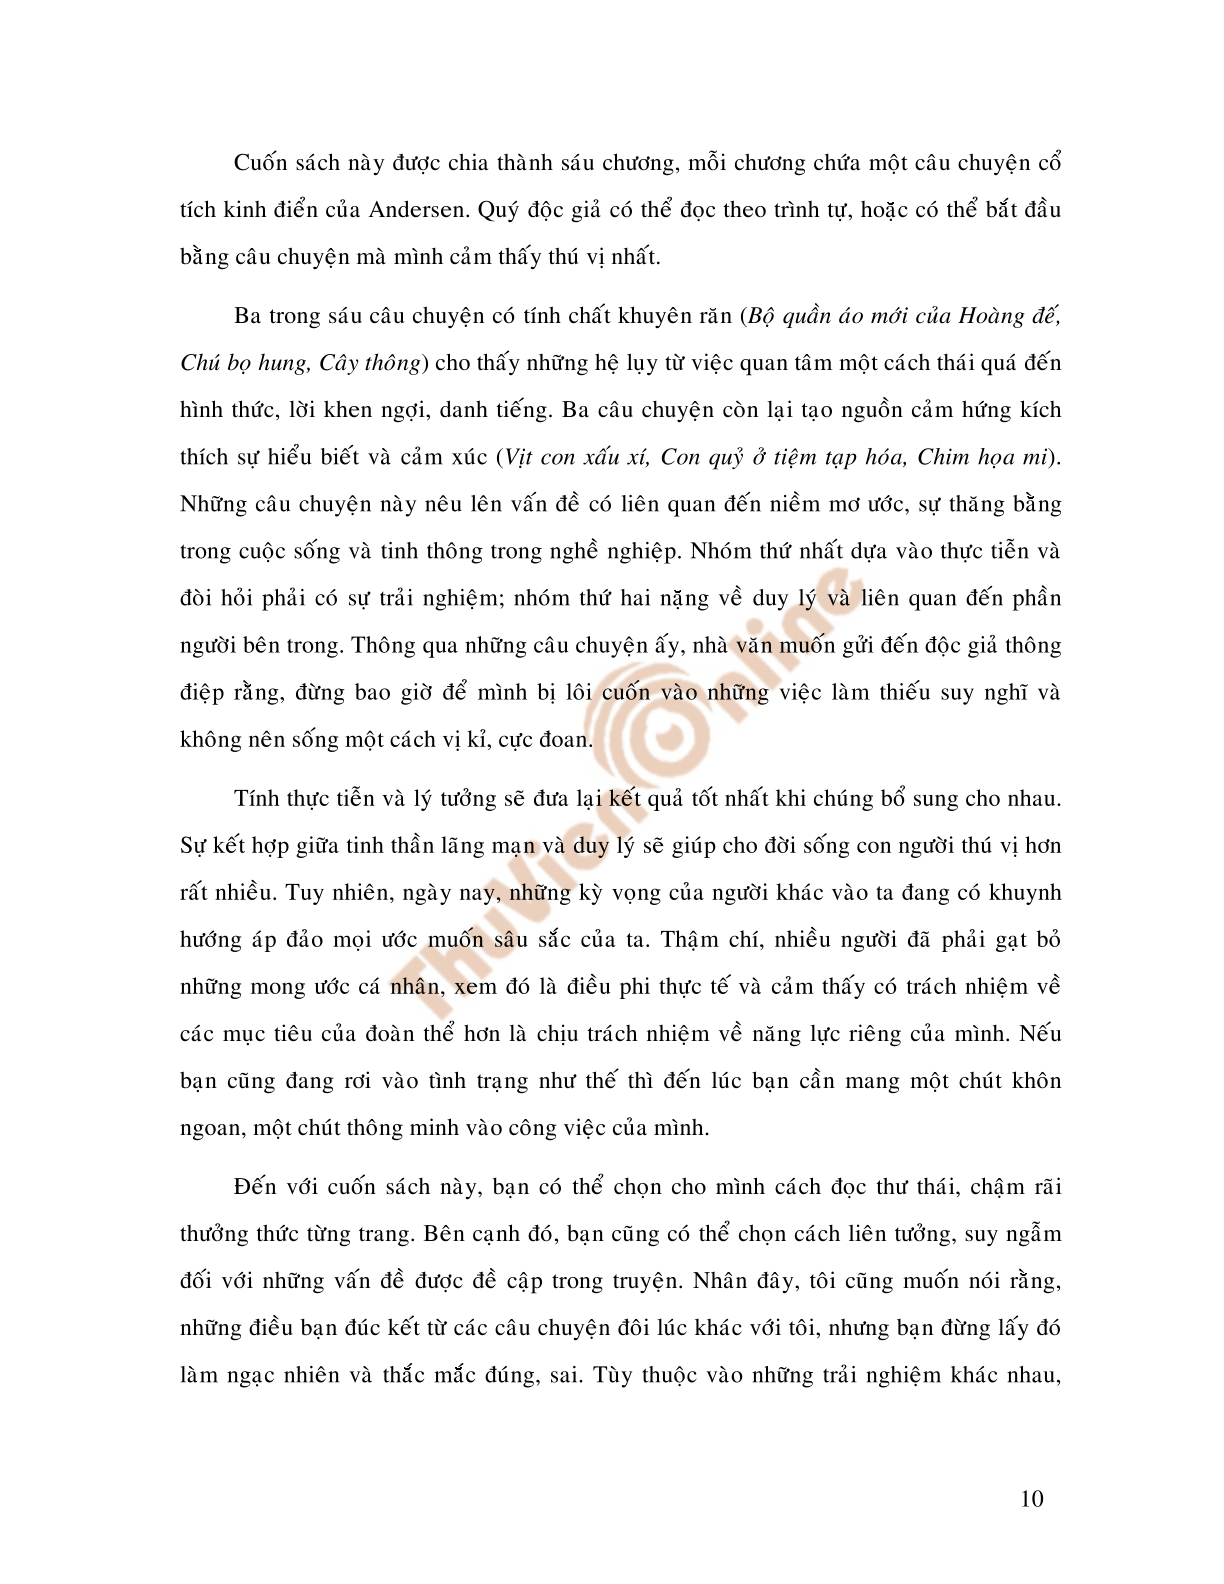 Cuốn sách này được chia thành sáu chương, mỗi chương chứa một câu chuyện cổ
tích kinh điển của Andersen. Quý độc giả có thể đọc theo trình tự, hoặc có thể bắt đầu
bằng câu chuyện mà mình cảm thấy thú vị nhất.
Ba trong sáu câu chuyện có tính chất khuyên răn (Bộ quần áo mới của Hoàng đế,
Chú bọ hung, Cây thông) cho thấy những hệ lụy từ việc quan tâm một cách thái quá đến
hình thức, lời khen ngợi, danh tiếng. Ba câu chuyện còn lại tạo nguồn cảm hứng kích
thích sự hiểu biết và cảm xúc (Vịt con xấu xí, Con quỷ ở tiệm tạp hóa, Chim họa mi).
Những câu chuyện này nêu lên vấn đề có liên quan đến niềm mơ ước, sự thăng bằng
trong cuộc sống và tinh thông trong nghề nghiệp. Nhóm thứ nhất dựa vào thực tiễn và
đòi hỏi phải có sự trải nghiệm; nhóm thứ hai nặng về duy lý và liên quan đến phần
người bên trong. Thông qua những câu chuyện ấy, nhà văn muốn gửi đến độc giả thông
điệp rằng, đừng bao giờ để mình bị lôi cuốn vào những việc làm thiếu suy nghĩ và
không nên sống một cách vị kỉ, cực đoan.
Tính thực tiễn và lý tưởng sẽ đưa lại kết quả tốt nhất khi chúng bổ sung cho nhau.
Sự kết hợp giữa tinh thần lãng mạn và duy lý sẽ giúp cho đời sống con người thú vị hơn
rất nhiều. Tuy nhiên, ngày nay, những kỳ vọng của người khác vào ta đang có khuynh
hướng áp đảo mọi ước muốn sâu sắc của ta. Thậm chí, nhiều người đã phải gạt bỏ
những mong ước cá nhân, xem đó là điều phi thực tế và cảm thấy có trách nhiệm về
các mục tiêu của đoàn thể hơn là chịu trách nhiệm về năng lực riêng của mình. Nếu
bạn cũng đang rơi vào tình trạng như thế thì đến lúc bạn cần mang một chút khôn
ngoan, một chút thông minh vào công việc của mình.
Đến với cuốn sách này, bạn có thể chọn cho mình cách đọc thư thái, chậm rãi
thưởng thức từng trang. Bên cạnh đó, bạn cũng có thể chọn cách liên tưởng, suy ngẫm
đối với những vấn đề được đề cập trong truyện. Nhân đây, tôi cũng muốn nói rằng,
những điều bạn đúc kết từ các câu chuyện đôi lúc khác với tôi, nhưng bạn đừng lấy đó
làm ngạc nhiên và thắc mắc đúng, sai. Tùy thuộc vào những trải nghiệm khác nhau,
ThuVienOnline
10